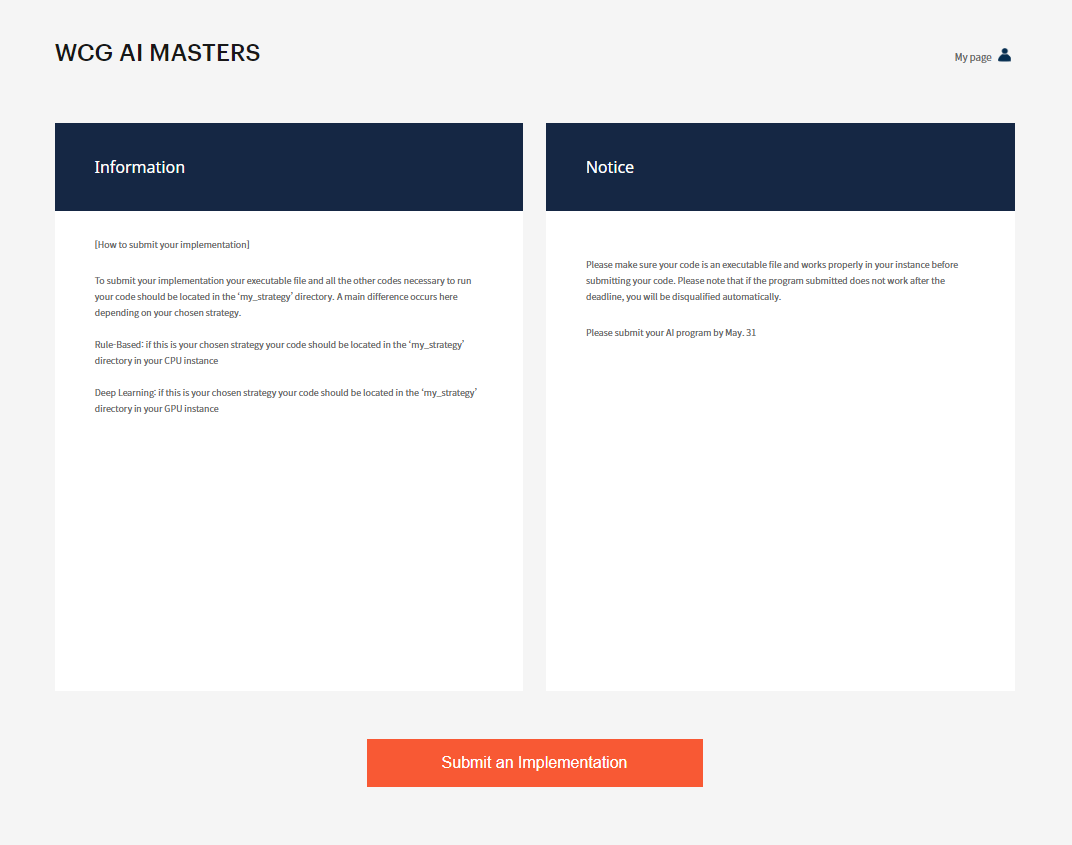 WCG AI MASTERS
My page
Information
[How to submit your implementation]
To submit your implementation your executable file and all the other codes necessary to run
your code should be located in the ‘my_strategy’ directory. A main difference occurs here
depending on your chosen strategy.
Rule-Based: if this is your chosen strategy your code should be located in the ‘my_strategy’
directory in your CPU instance
Deep Learning: if this is your chosen strategy your code should be located in the ‘my_strategy’
directory in your GPU instance
Notice
Please make sure your code is an executable file and works properly in your instance before
submitting your code. Please note that if the program submitted does not work after the
deadline, you will be disqualified automatically.
Please submit your AI program by May. 31
Submit an Implementation